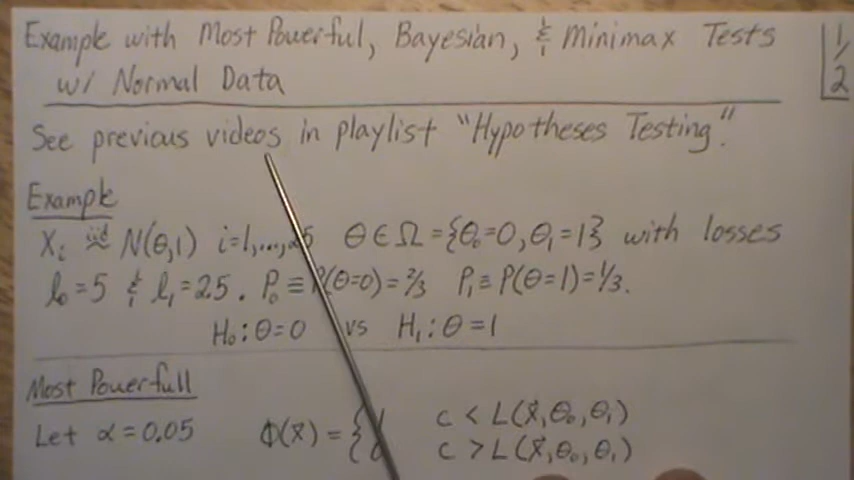 Example with Most Powerful, Bayesian, & Minimax Tests
w/ Normal Data
1/2
See previous videos in playlist "Hypotheses Testing".
Example
Xᵢ iid~ N(θ,1) i=1,..., θ∈Ω={θ₀=0, θ₁=1} with losses
l₀=5 & l₁=2.5. P₀≡P(θ=0)=2/3 P₁≡P(θ=1)=1/3.
H₀:θ=0 vs H₁:θ=1
Most Powerfull
Let α=0.05 Φ(x⃗)={ c<L(x⃗,θ₀,θ₁)
c>L(x⃗,θ₀,θ₁)